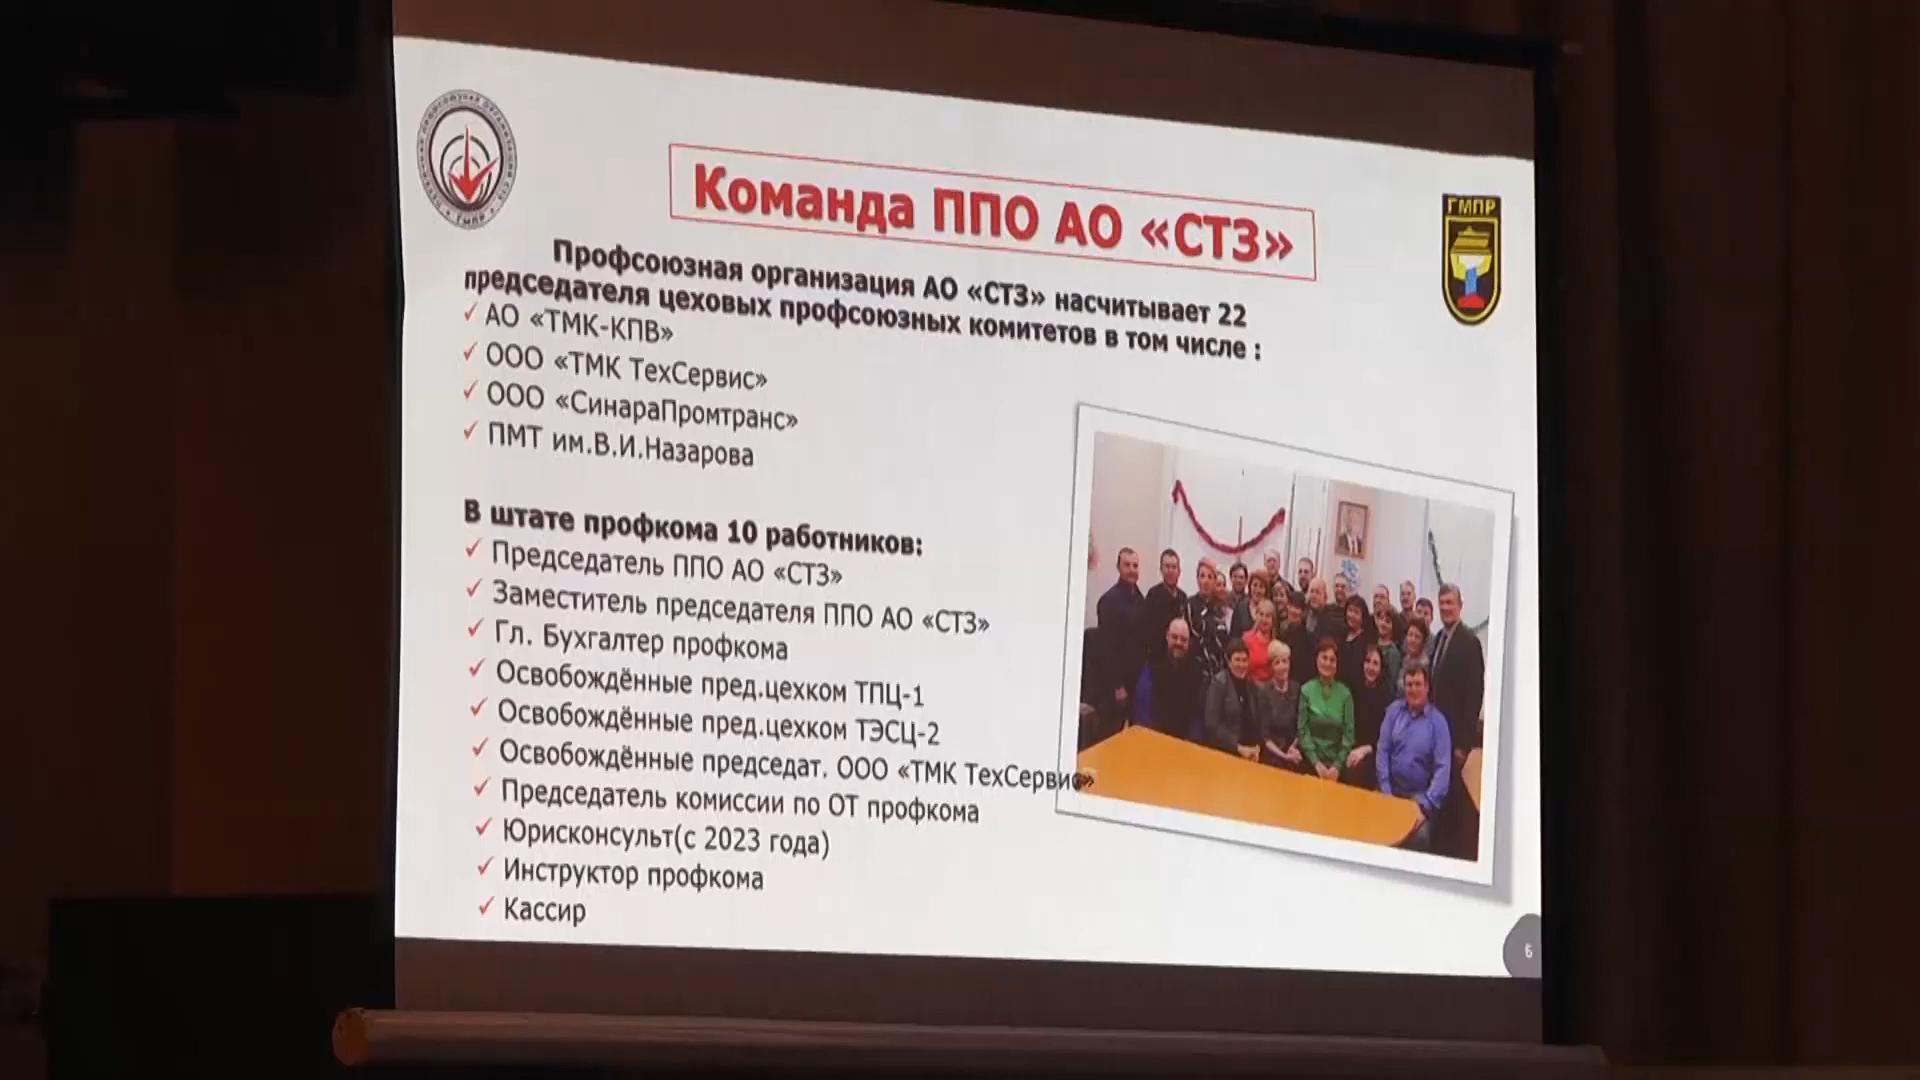 Команда ППО АО «СТЗ»
ГМПР
Профсоюзная организация АО «СТЗ» насчитывает 22
председателя цеховых профсоюзных комитетов в том числе :
✓ АО «ТМК-КПВ»
✓ ООО «ТМК ТехСервис»
✓ ООО «СинараПромтранс»
✓ ПМТ им.В.И.Назарова
В штате профкома 10 работников:
✓ Председатель ППО АО «СТЗ»
✓ Заместитель председателя ППО АО «СТЗ»
✓ Гл. Бухгалтер профкома
✓ Освобождённые пред.цехком ТПЦ-1
✓ Освобождённые пред.цехком ТЭСЦ-2
✓ Освобождённые председат. ООО «ТМК ТехСервис»
✓ Председатель комиссии по ОТ профкома
✓ Юрисконсульт(с 2023 года)
✓ Инструктор профкома
✓ Кассир
6